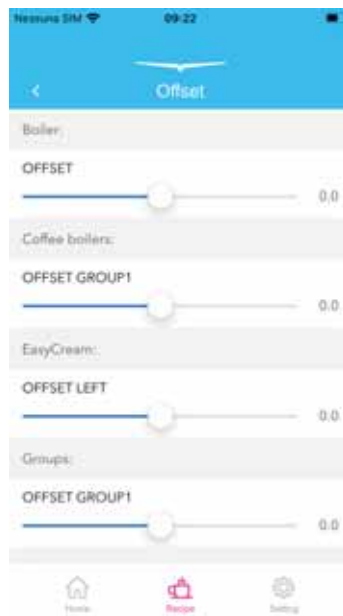 Nessuna SIM 09:22
Offset
Boiler:
OFFSET
0.0
Coffee boilers:
OFFSET GROUP1
0.0
EasyCream:
OFFSET LEFT
0.0
Groups:
OFFSET GROUP1
0.0
Home Recipe Setting